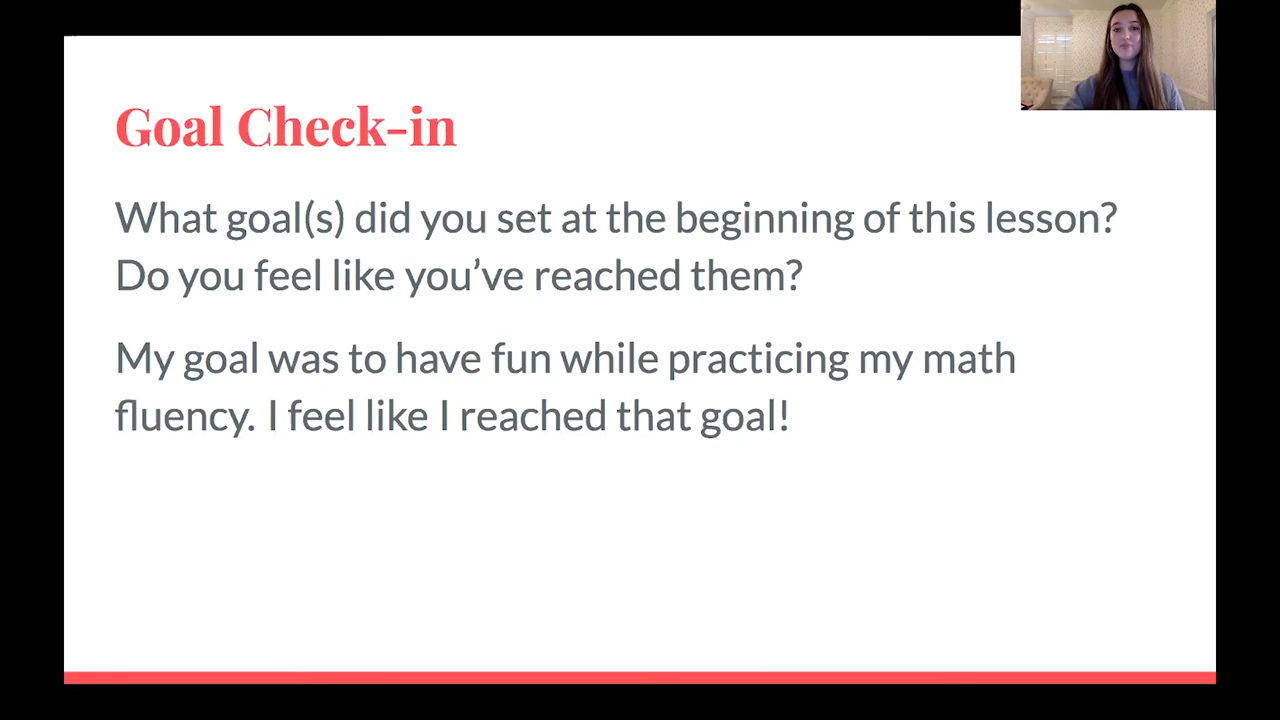 Goal Check-in
What goal(s) did you set at the beginning of this lesson?
Do you feel like you’ve reached them?
My goal was to have fun while practicing my math
fluency. I feel like I reached that goal!